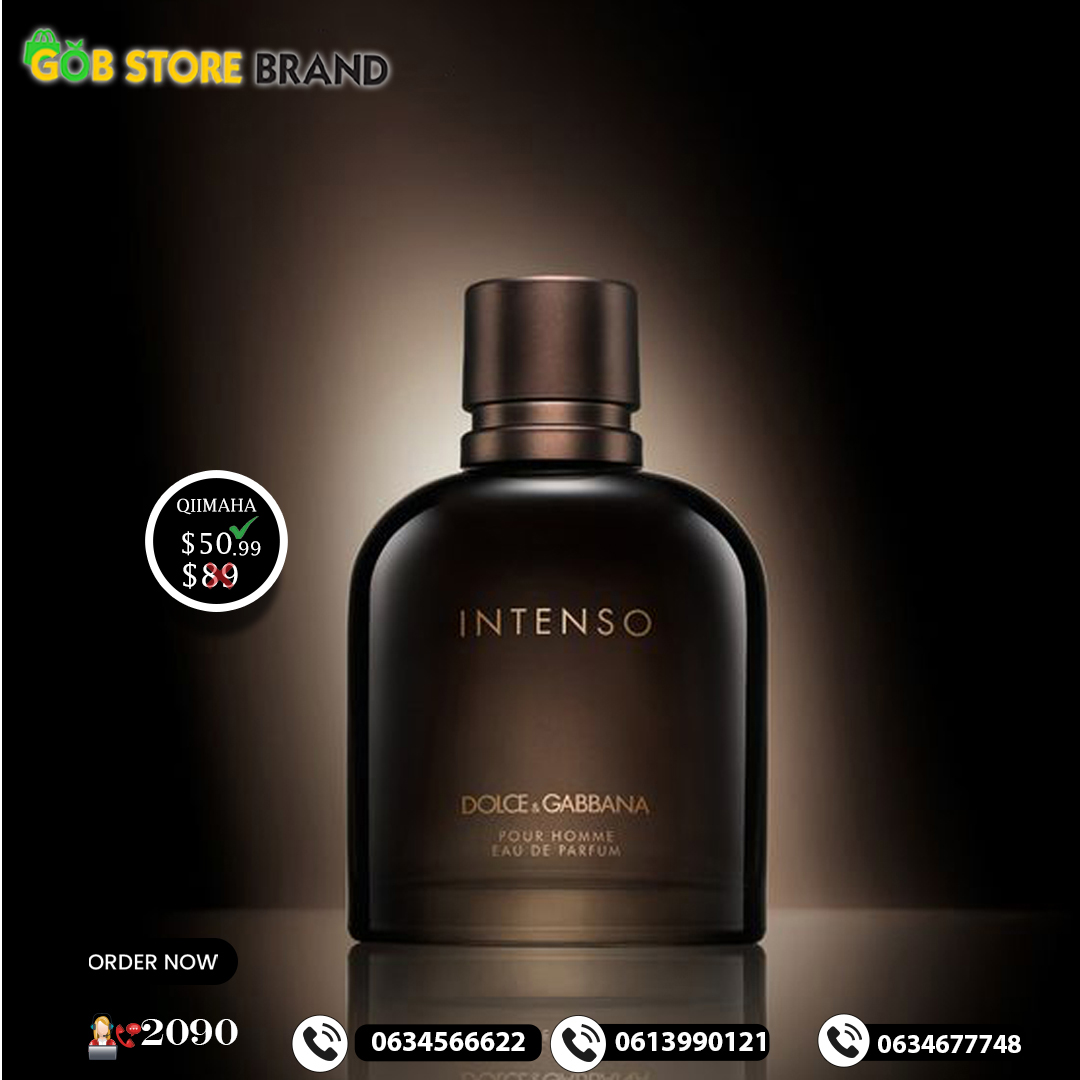 GOB STORE BRAND
QIIMAHA
$50.99
$89
INTENSO
DOLCE & GABBANA
POUR HOMME
EAU DE PARFUM
ORDER NOW
2090
0634566622
0613990121
0634677748